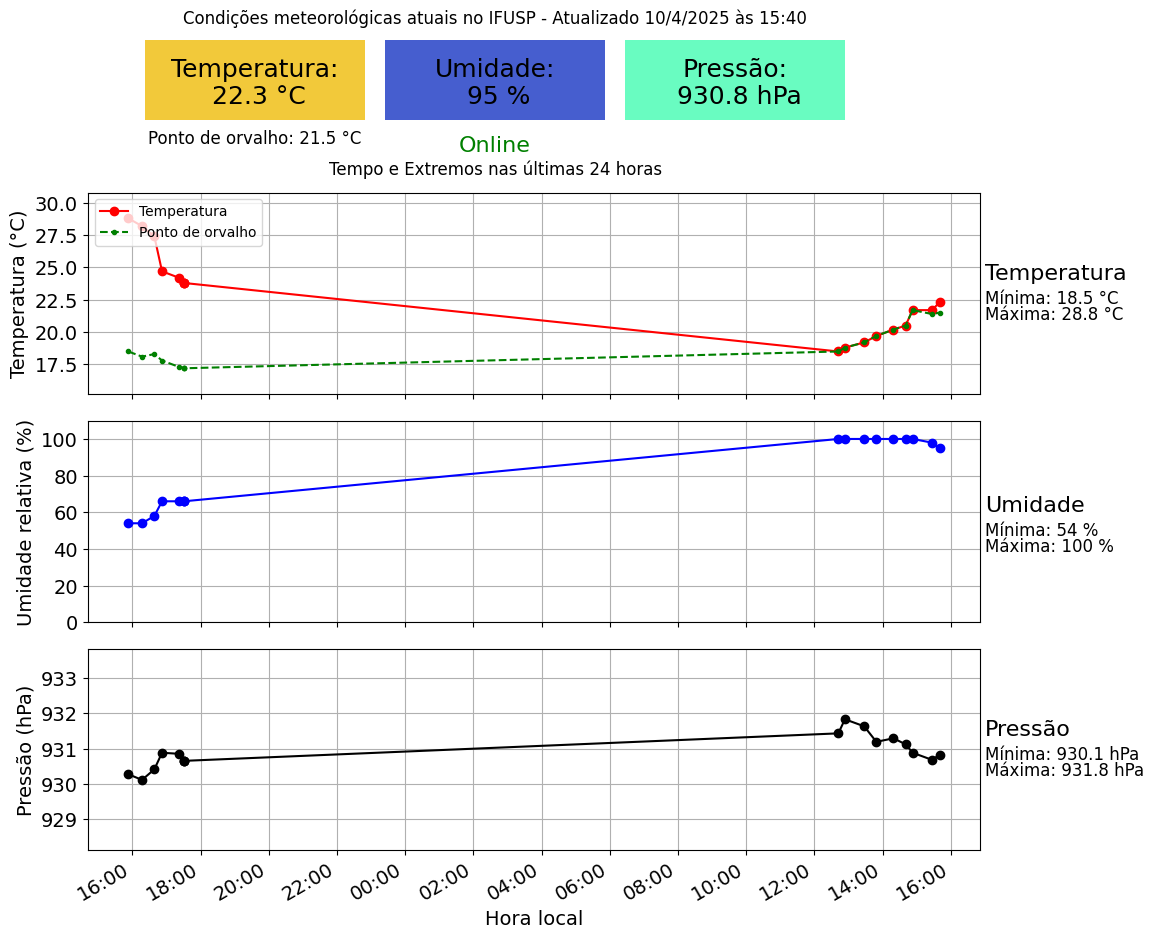 Condições meteorológicas atuais no IFUSP - Atualizado 10/4/2025 às 15:40
Temperatura:
22.3 °C
Umidade:
95 %
Pressão:
930.8 hPa
Ponto de orvalho: 21.5 °C
Online
Tempo e Extremos nas últimas 24 horas
Temperatura (°C)
30.0
27.5
25.0
22.5
20.0
17.5
Temperatura
Ponto de orvalho
Temperatura
Mínima: 18.5 °C
Máxima: 28.8 °C
Umidade relativa (%)
100
80
60
40
20
0
Umidade
Mínima: 54 %
Máxima: 100 %
Pressão (hPa)
933
932
931
930
929
Pressão
Mínima: 930.1 hPa
Máxima: 931.8 hPa
16:00
18:00
20:00
22:00
00:00
02:00
04:00
06:00
08:00
10:00
12:00
14:00
16:00
Hora local